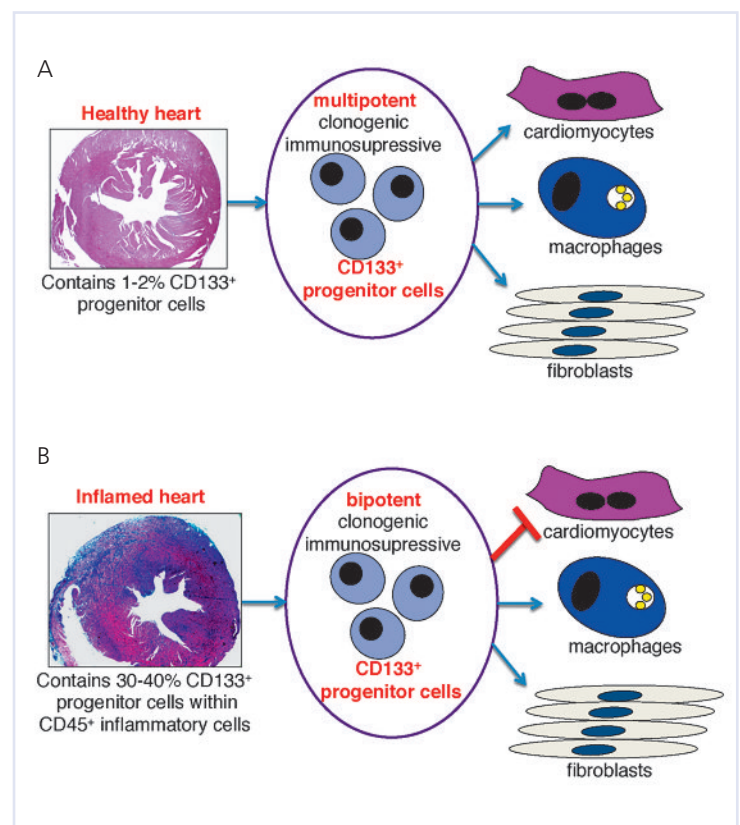 A
Healthy heart
Contains 1-2% CD133+
progenitor cells
multipotent
clonogenic
immunosupressive
CD133+
progenitor cells
cardiomyocytes
macrophages
fibroblasts
B
Inflamed heart
Contains 30-40% CD133+
progenitor cells within
CD45+ inflammatory cells
bipotent
clonogenic
immunosupressive
CD133+
progenitor cells
cardiomyocytes
macrophages
fibroblasts